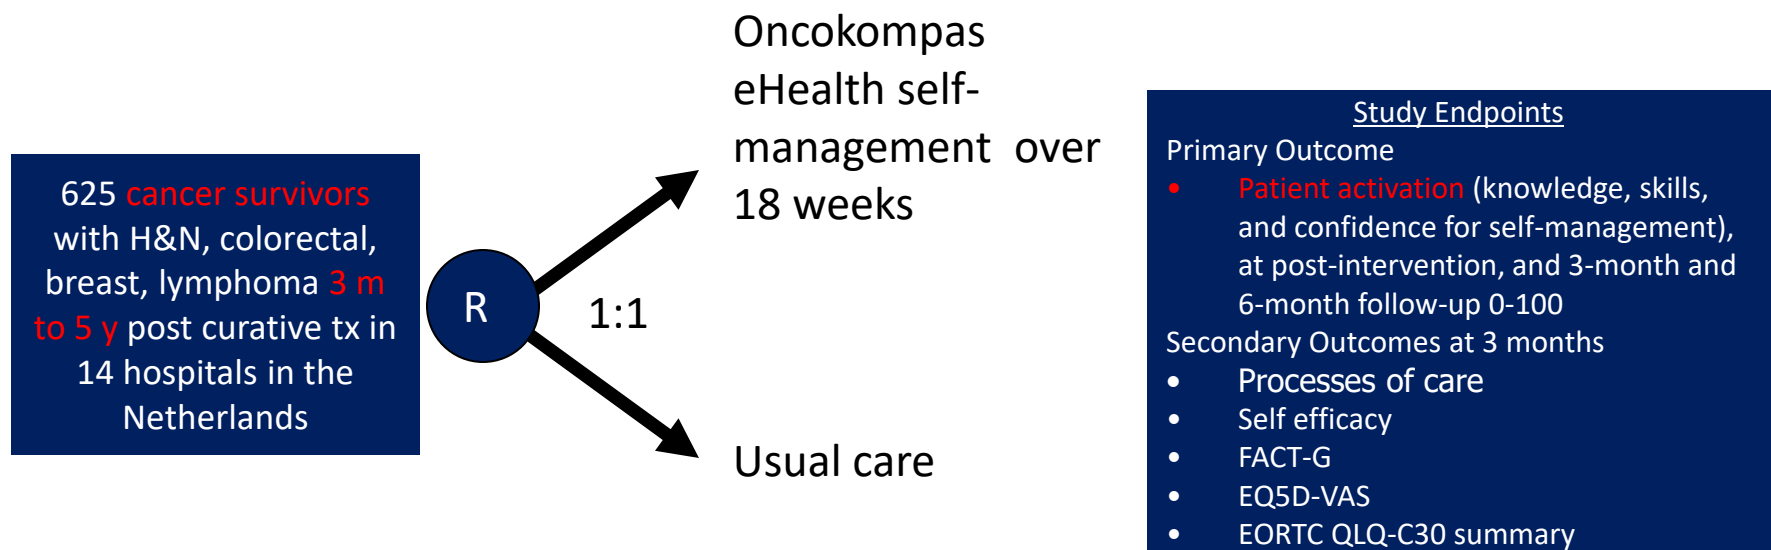 625 cancer survivors
with H&N, colorectal,
breast, lymphoma 3 m
to 5 y post curative tx in
14 hospitals in the
Netherlands
R
1:1
Oncokompas
eHealth self-
management over
18 weeks
Usual care
Study Endpoints
Primary Outcome
• Patient activation (knowledge, skills,
and confidence for self-management),
at post-intervention, and 3-month and
6-month follow-up 0-100
Secondary Outcomes at 3 months
• Processes of care
• Self efficacy
• FACT-G
• EQ5D-VAS
• EORTC QLQ-C30 summary